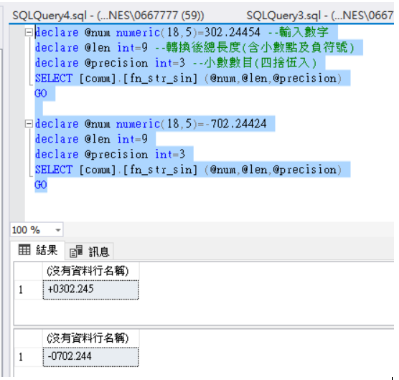 SQLQuery4.sql - (...NES\0667777 (59)) SQLQuery3.sql - (...NES\0667
declare @num numeric(18,5)=302.24454 --輸入數字
declare @len int=9 --轉換後總長度(含小數點及負符號)
declare @precision int=3 --小數數目(四捨伍入)
SELECT [comm].[fn_str_sin] (@num,@len,@precision)
GO
declare @num numeric(18,5)=-702.24424
declare @len int=9
declare @precision int=3
SELECT [comm].[fn_str_sin] (@num,@len,@precision)
GO
100 %
結果 訊息
(沒有資料行名稱)
1 +0302.245
(沒有資料行名稱)
1 -0702.244